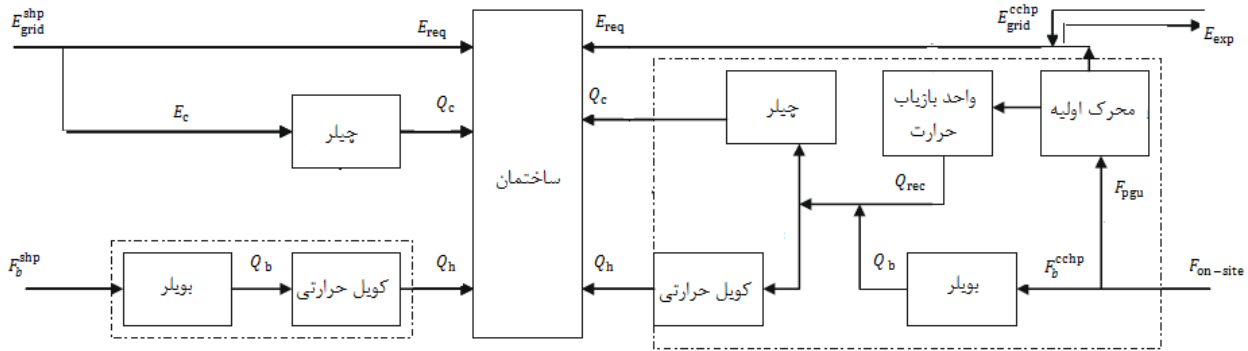 E_grid^shp
E_req
E_req
E_grid^cchp
E_exp
E_c
چیلر
Q_c
ساختمان
Q_c
چیلر
واحد بازیاب
حرارت
محرک اولیه
Q_rec
F_pgu
F_b^shp
بویلر
Q_b
کویل حرارتی
Q_h
Q_h
کویل حرارتی
Q_b
بویلر
F_b^cchp
F_on−site